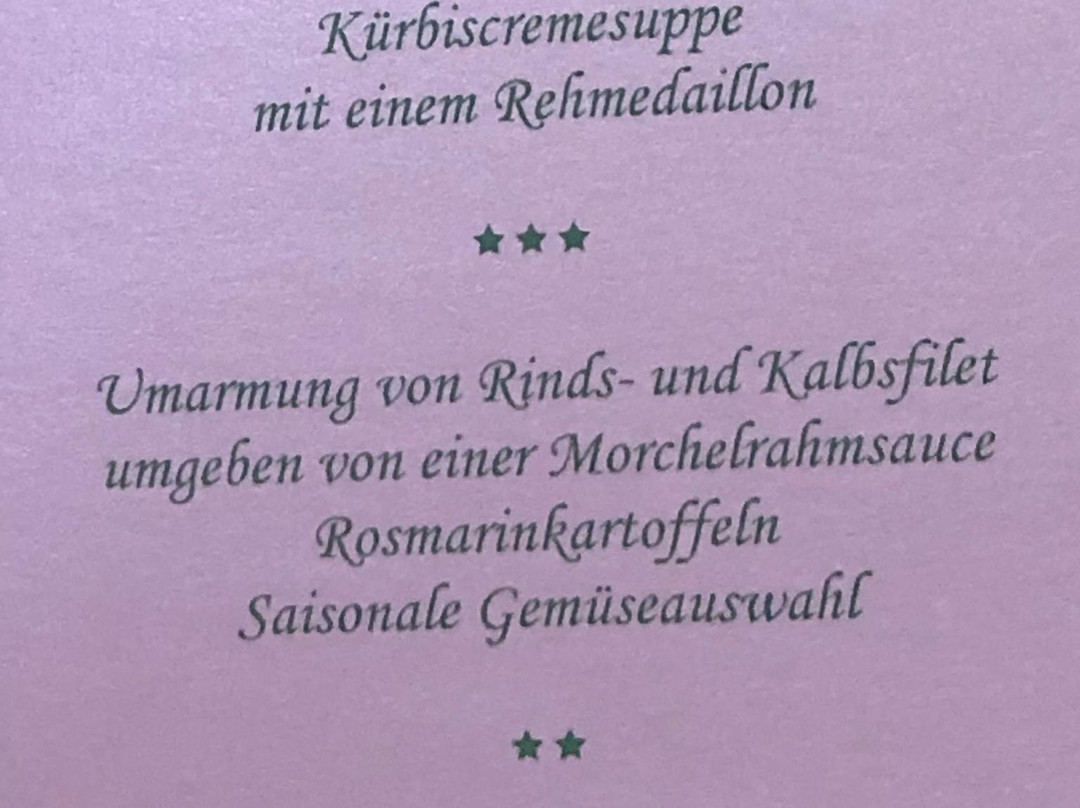 Kürbiscremesuppe
mit einem Rehmedaillon
★★★
Umarmung von Rinds- und Kalbsfilet
umgeben von einer Morchelrahmsauce
Rosmarinkartoffeln
Saisonale Gemüseauswahl
★★